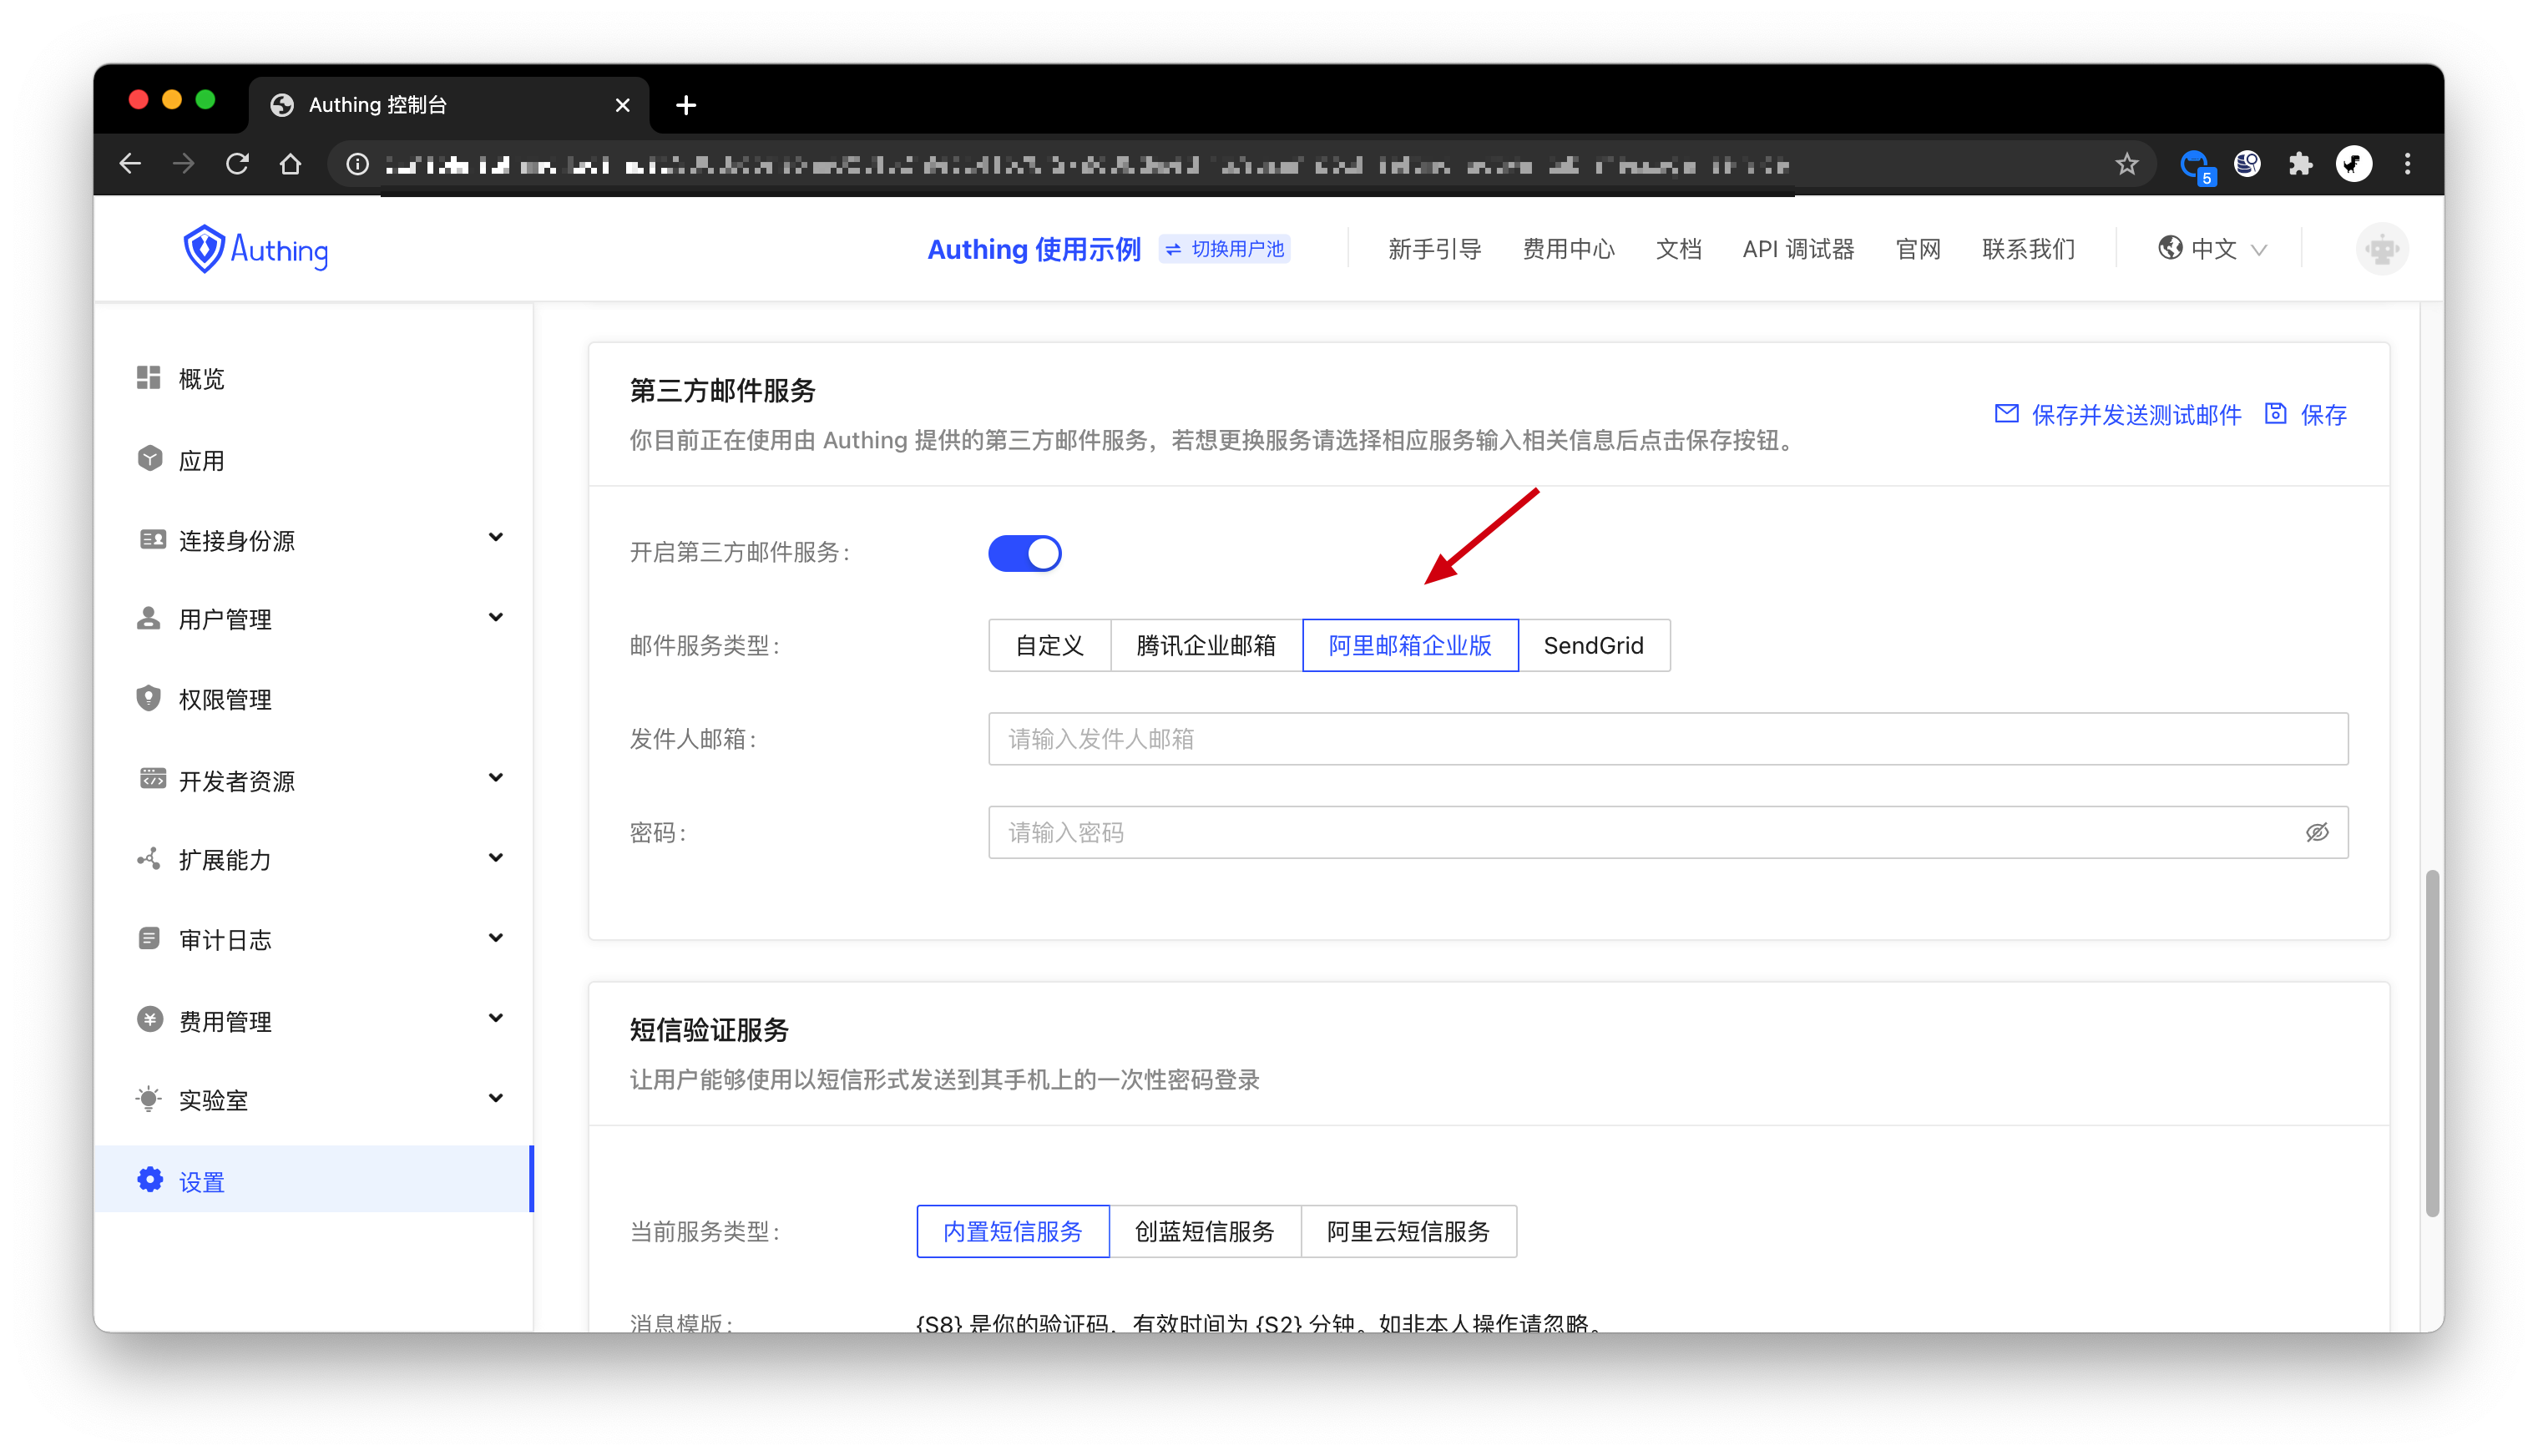 Authing 控制台
5
Authing
Authing 使用示例
切换用户池
新手引导
费用中心
文档
API 调试器
官网
联系我们
中文
概览
应用
连接身份源
用户管理
权限管理
开发者资源
扩展能力
审计日志
费用管理
实验室
设置
第三方邮件服务
你目前正在使用由 Authing 提供的第三方邮件服务，若想更换服务请选择相应服务输入相关信息后点击保存按钮。
保存并发送测试邮件
保存
开启第三方邮件服务：
邮件服务类型：
自定义
腾讯企业邮箱
阿里邮箱企业版
SendGrid
发件人邮箱：
请输入发件人邮箱
密码：
请输入密码
短信验证服务
让用户能够使用以短信形式发送到其手机上的一次性密码登录
当前服务类型：
内置短信服务
创蓝短信服务
阿里云短信服务
消息模版：
{S8} 是你的验证码，有效时间为 {S2} 分钟。如非本人操作请忽略。